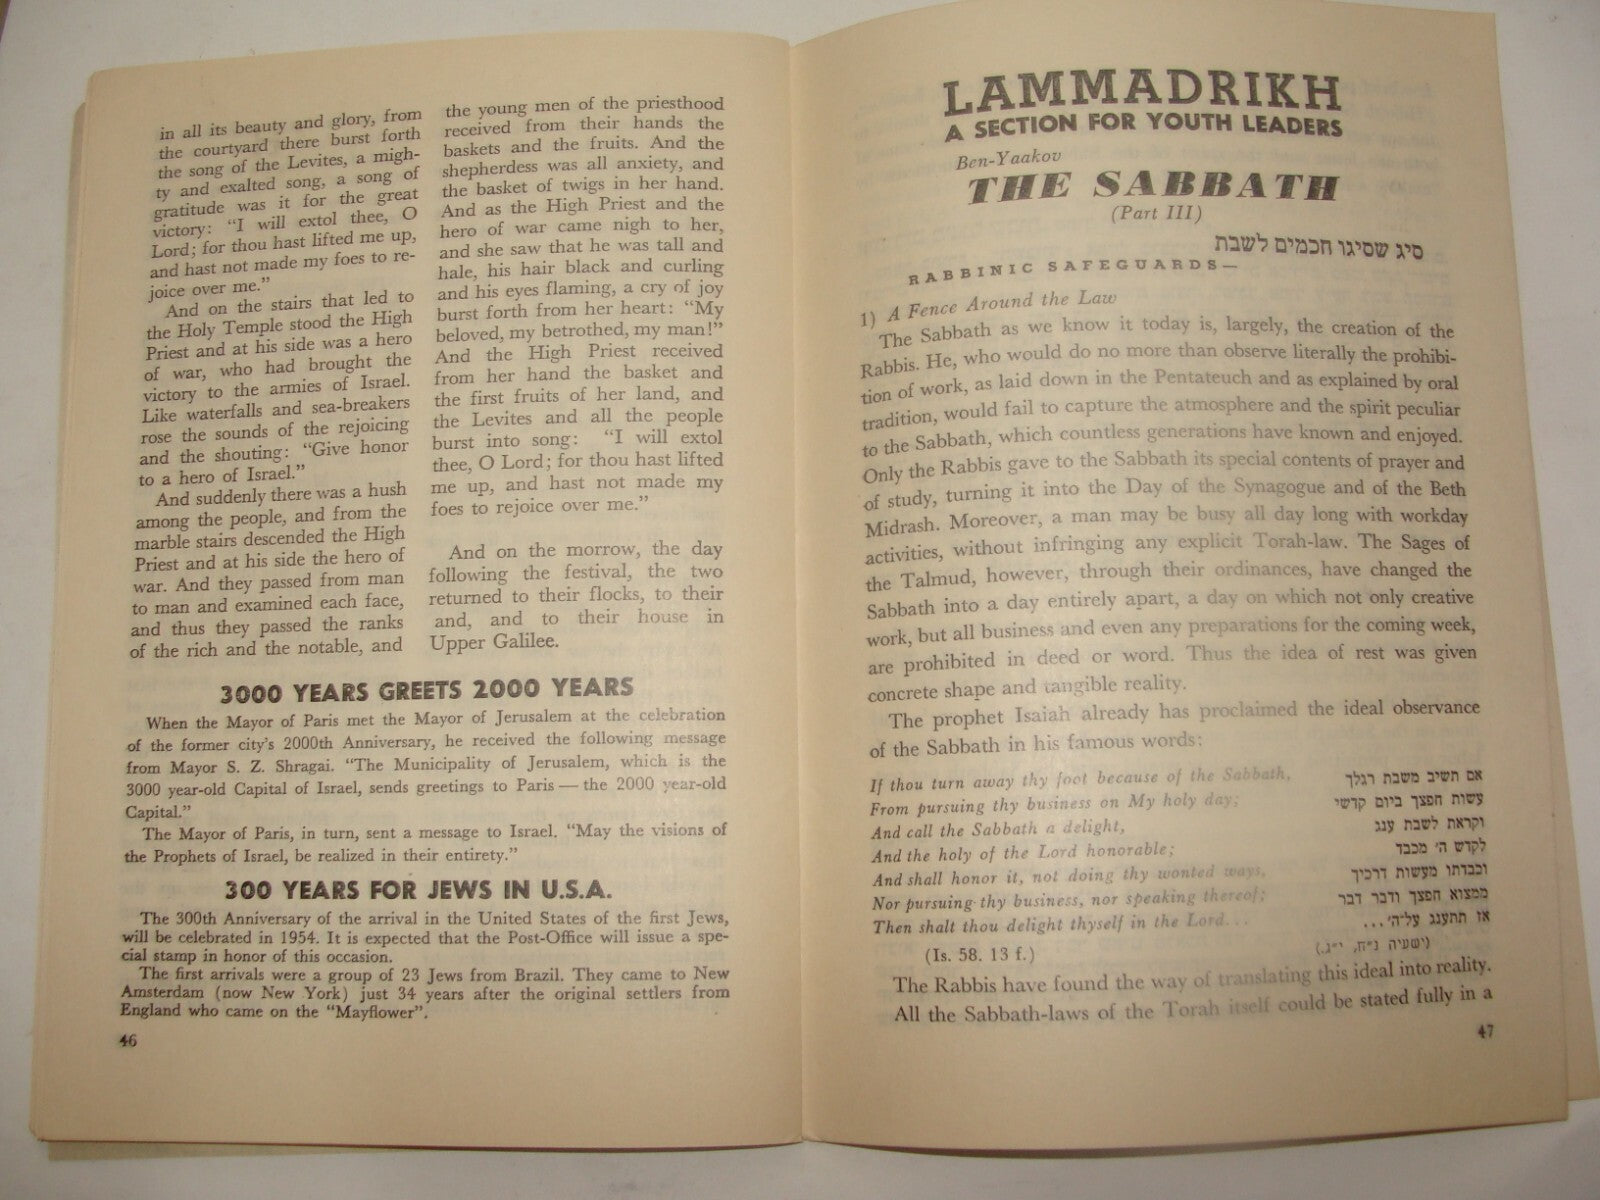 in all its beauty and glory, from
the courtyard there burst forth
the song of the Levites, a migh-
ty and exalted song, a song of
gratitude was it for the great
victory: “I will extol thee, O
Lord; for thou hast lifted me up,
and hast not made my foes to re-
joice over me.”
And on the stairs that led to
the Holy Temple stood the High
Priest and at his side was a hero
of war, who had brought the
victory to the armies of Israel.
Like waterfalls and sea-breakers
rose the sounds of the rejoicing
and the shouting: “Give honor
to a hero of Israel.”
And suddenly there was a hush
among the people, and from the
marble stairs descended the High
Priest and at his side the hero of
war. And they passed from man
to man and examined each face,
and thus they passed the ranks
of the rich and the notable, and
the young men of the priesthood
received from their hands the
baskets and the fruits. And the
shepherdess was all anxiety, and
the basket of twigs in her hand.
And as the High Priest and the
hero of war came nigh to her,
and she saw that he was tall and
hale, his hair black and curling
and his eyes flaming, a cry of joy
burst forth from her heart: “My
beloved, my betrothed, my man!”
And the High Priest received
from her hand the basket and
the first fruits of her land, and
the Levites and all the people
burst into song: “I will extol
thee, O Lord; for thou hast lifted
me up, and hast not made my
foes to rejoice over me.”
And on the morrow, the day
following the festival, the two
returned to their flocks, to their
and, and to their house in
Upper Galilee.
3000 YEARS GREETS 2000 YEARS
When the Mayor of Paris met the Mayor of Jerusalem at the celebration
of the former city’s 2000th Anniversary, he received the following message
from Mayor S. Z. Shragai. “The Municipality of Jerusalem, which is the
3000 year-old Capital of Israel, sends greetings to Paris — the 2000 year-old
Capital.”
The Mayor of Paris, in turn, sent a message to Israel. “May the visions of
the Prophets of Israel, be realized in their entirety.”
300 YEARS FOR JEWS IN U.S.A.
The 300th Anniversary of the arrival in the United States of the first Jews,
will be celebrated in 1954. It is expected that the Post-Office will issue a spe-
cial stamp in honor of this occasion.
The first arrivals were a group of 23 Jews from Brazil. They came to New
Amsterdam (now New York) just 34 years after the original settlers from
England who came on the “Mayflower”.
46
LAMMADRIKH
A SECTION FOR YOUTH LEADERS
Ben-Yaakov
THE SABBATH
(Part III)
סיג שסיגו חכמים לשבת
RABBINIC SAFEGUARDS—
1) A Fence Around the Law
The Sabbath as we know it today is, largely, the creation of the
Rabbis. He, who would do no more than observe literally the prohibi-
tion of work, as laid down in the Pentateuch and as explained by oral
tradition, would fail to capture the atmosphere and the spirit peculiar
to the Sabbath, which countless generations have known and enjoyed.
Only the Rabbis gave to the Sabbath its special contents of prayer and
of study, turning it into the Day of the Synagogue and of the Beth
Midrash. Moreover, a man may be busy all day long with workday
activities, without infringing any explicit Torah-law. The Sages of
the Talmud, however, through their ordinances, have changed the
Sabbath into a day entirely apart, a day on which not only creative
work, but all business and even any preparations for the coming week,
are prohibited in deed or word. Thus the idea of rest was given
concrete shape and tangible reality.
The prophet Isaiah already has proclaimed the ideal observance
of the Sabbath in his famous words:
If thou turn away thy foot because of the Sabbath, אם תשיב משבת רגלך
From pursuing thy business on My holy day; עשות חפצך ביום קדשי
And call the Sabbath a delight, וקראת לשבת ענג
And the holy of the Lord honorable; לקדש ה׳ מכבד
And shall honor it, not doing thy wonted ways, וכבדתו מעשות דרכיך
Nor pursuing thy business, nor speaking thereof; ממצוא חפצך ודבר דבר
Then shalt thou delight thyself in the Lord... אז תתענג על־ה׳...
(Is. 58. 13 f.) (ישעיה נ״ח, י״ג.)
The Rabbis have found the way of translating this ideal into reality.
All the Sabbath-laws of the Torah itself could be stated fully in a
47